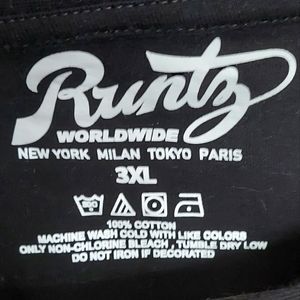 Runtz
WORLDWIDE
NEW YORK MILAN TOKYO PARIS
3XL
100% COTTON
MACHINE WASH COLD WITH LIKE COLORS
ONLY NON-CHLORINE BLEACH , TUMBLE DRY LOW
DO NOT IRON IF DECORATED